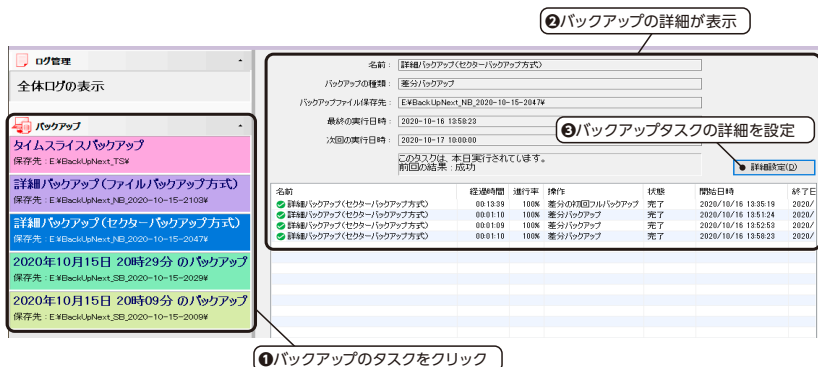 ❷バックアップの詳細が表示
ログ管理
全体ログの表示
バックアップ
タイムスライスバックアップ
保存先 : E:¥BackUpNext_TS¥
詳細バックアップ(ファイルバックアップ方式)
保存先 : E:¥BackUpNext_NB_2020-10-15-2103¥
詳細バックアップ(セクターバックアップ方式)
保存先 : E:¥BackUpNext_NB_2020-10-15-2047¥
2020年10月15日 20時29分 のバックアップ
保存先 : E:¥BackUpNext_SB_2020-10-15-2029¥
2020年10月15日 20時09分 のバックアップ
保存先 : E:¥BackUpNext_SB_2020-10-15-2009¥
❶バックアップのタスクをクリック
名前 : 詳細バックアップ(セクターバックアップ方式)
バックアップの種類 : 差分バックアップ
バックアップファイル保存先 : E:¥BackUpNext_NB_2020-10-15-2047¥
最終の実行日時 : 2020-10-16 13:58:23
次回の実行日時 : 2020-10-17 10:00:00
❸バックアップタスクの詳細を設定
このタスクは、本日実行されています。
前回の結果 : 成功
詳細設定(D)
名前 経過時間 進行率 操作 状態 開始日時 終了日
詳細バックアップ(セクターバックアップ方式) 00:13:39 100% 差分の初回フルバックアップ 完了 2020/10/16 13:35:19 2020/
詳細バックアップ(セクターバックアップ方式) 00:01:10 100% 差分バックアップ 完了 2020/10/16 13:51:24 2020/
詳細バックアップ(セクターバックアップ方式) 00:01:09 100% 差分バックアップ 完了 2020/10/16 13:52:53 2020/
詳細バックアップ(セクターバックアップ方式) 00:01:10 100% 差分バックアップ 完了 2020/10/16 13:58:23 2020/